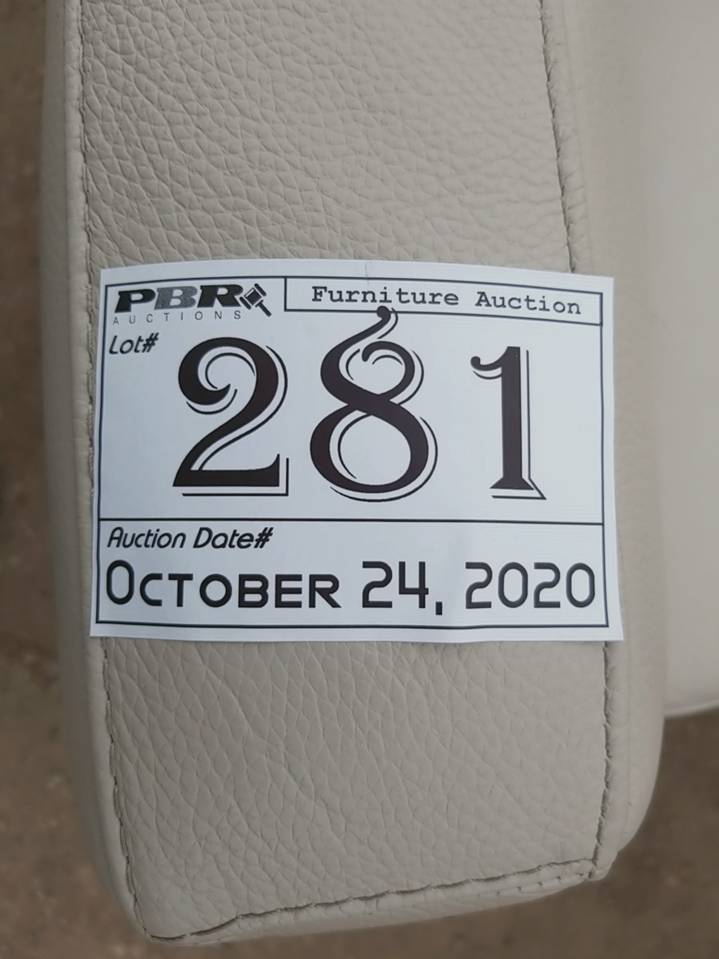 PBR
AUCTIONS
Furniture Auction
Lot#
281
Auction Date#
OCTOBER 24, 2020